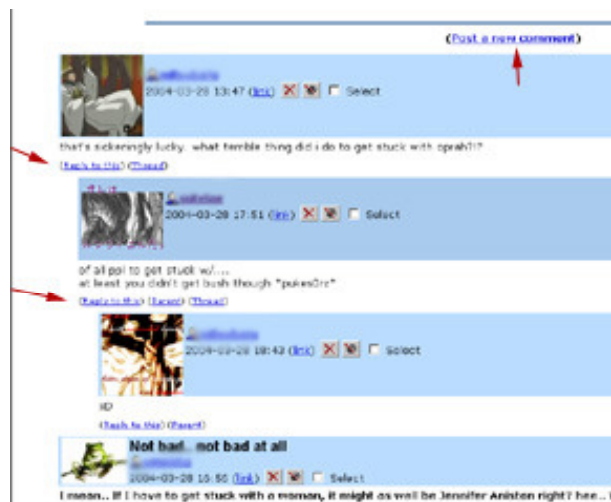 (Post a new comment)
2004-03-28 13:47 (link) Select
that's sickeningly lucky. what terrible thing did i do to get stuck with oprah?!?
(Reply to this) (Thread)
2004-03-28 17:51 (link) Select
of all ppl to get stuck w/....
at least you didn't get bush though *pukesOrz*
(Reply to this) (Parent) (Thread)
2004-03-28 18:43 (link) Select
XD
(Reply to this) (Parent)
Not bad.. not bad at all
2004-03-28 16:56 (link) Select
I mean.. If I have to get stuck with a woman, it might as well be Jennifer Aniston right? hee..